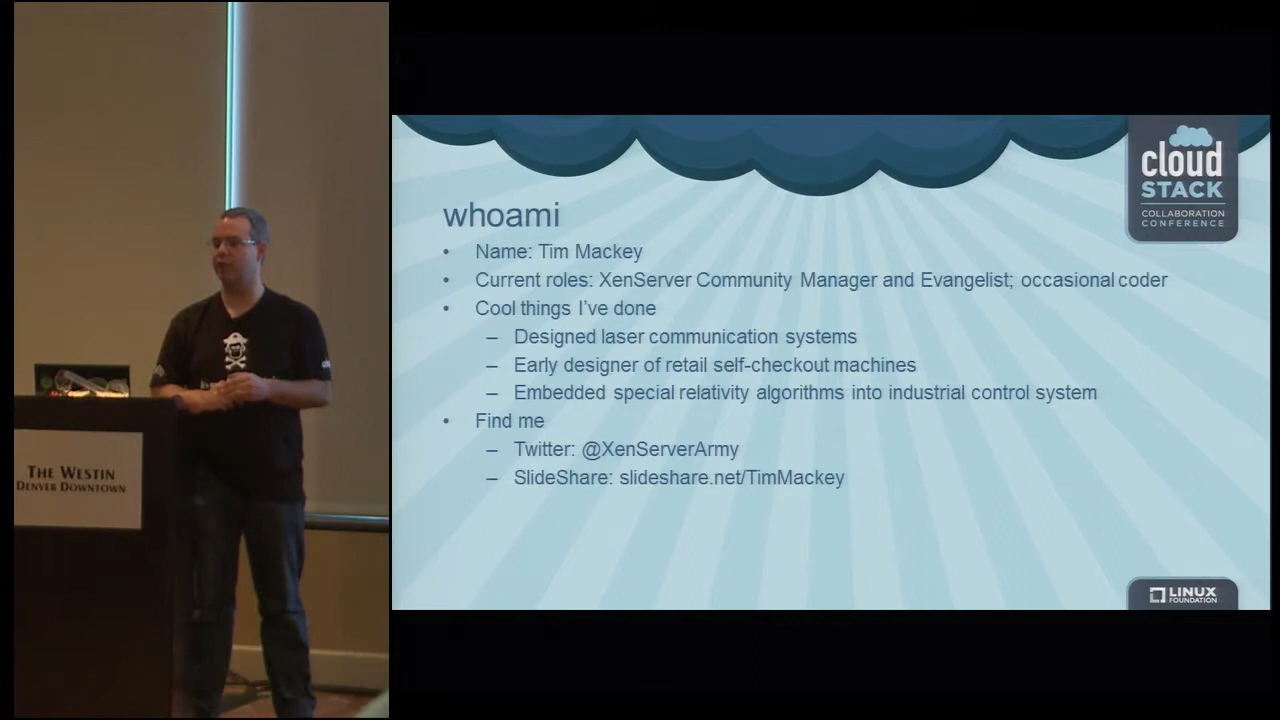 cloud
STACK
COLLABORATION
CONFERENCE
whoami
• Name: Tim Mackey
• Current roles: XenServer Community Manager and Evangelist; occasional coder
• Cool things I've done
– Designed laser communication systems
– Early designer of retail self-checkout machines
– Embedded special relativity algorithms into industrial control system
• Find me
– Twitter: @XenServerArmy
– SlideShare: slideshare.net/TimMackey
THE WESTIN
DENVER DOWNTOWN
LINUX
FOUNDATION